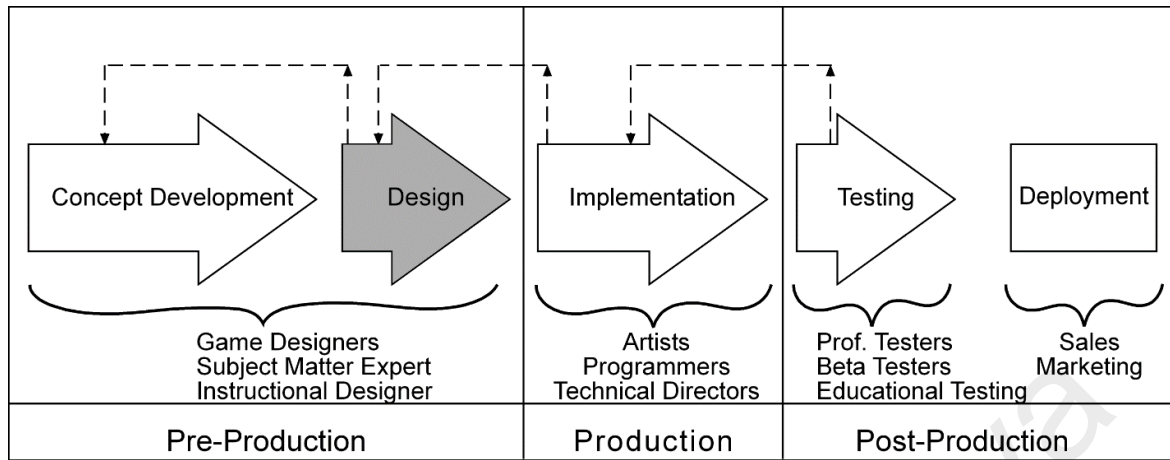 Concept Development
Design
Implementation
Testing
Deployment
Game Designers
Subject Matter Expert
Instructional Designer
Artists
Programmers
Technical Directors
Prof. Testers
Beta Testers
Educational Testing
Sales
Marketing
Pre-Production
Production
Post-Production